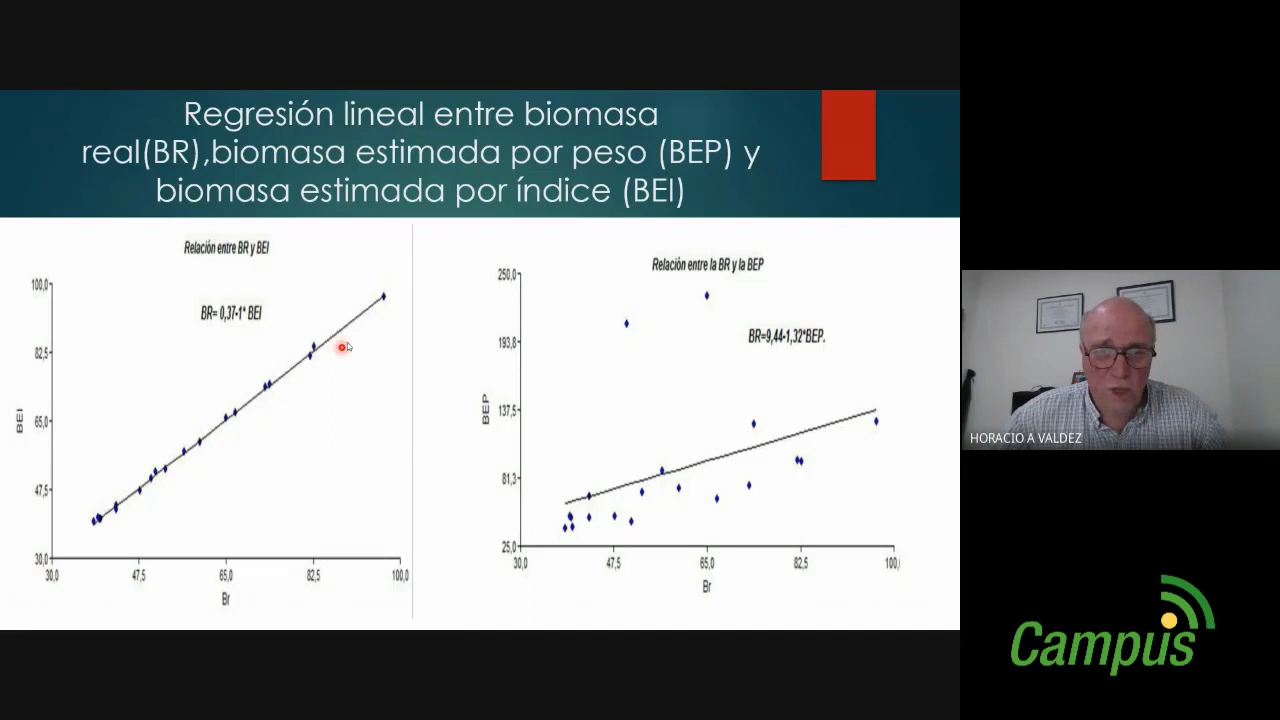 Regresión lineal entre biomasa
real(BR),biomasa estimada por peso (BEP) y
biomasa estimada por índice (BEI)
Relación entre BR y BEI
BR= 0,37-1* BEI
100,0
82,5
65,0
47,5
30,0
BEI
30,0 47,5 65,0 82,5 100,0
Br
Relación entre la BR y la BEP
BR=9,44-1,32*BEP.
250,0
193,8
137,5
81,3
25,0
BEP
30,0 47,5 65,0 82,5 100,
Br
HORACIO A VALDEZ
Campus